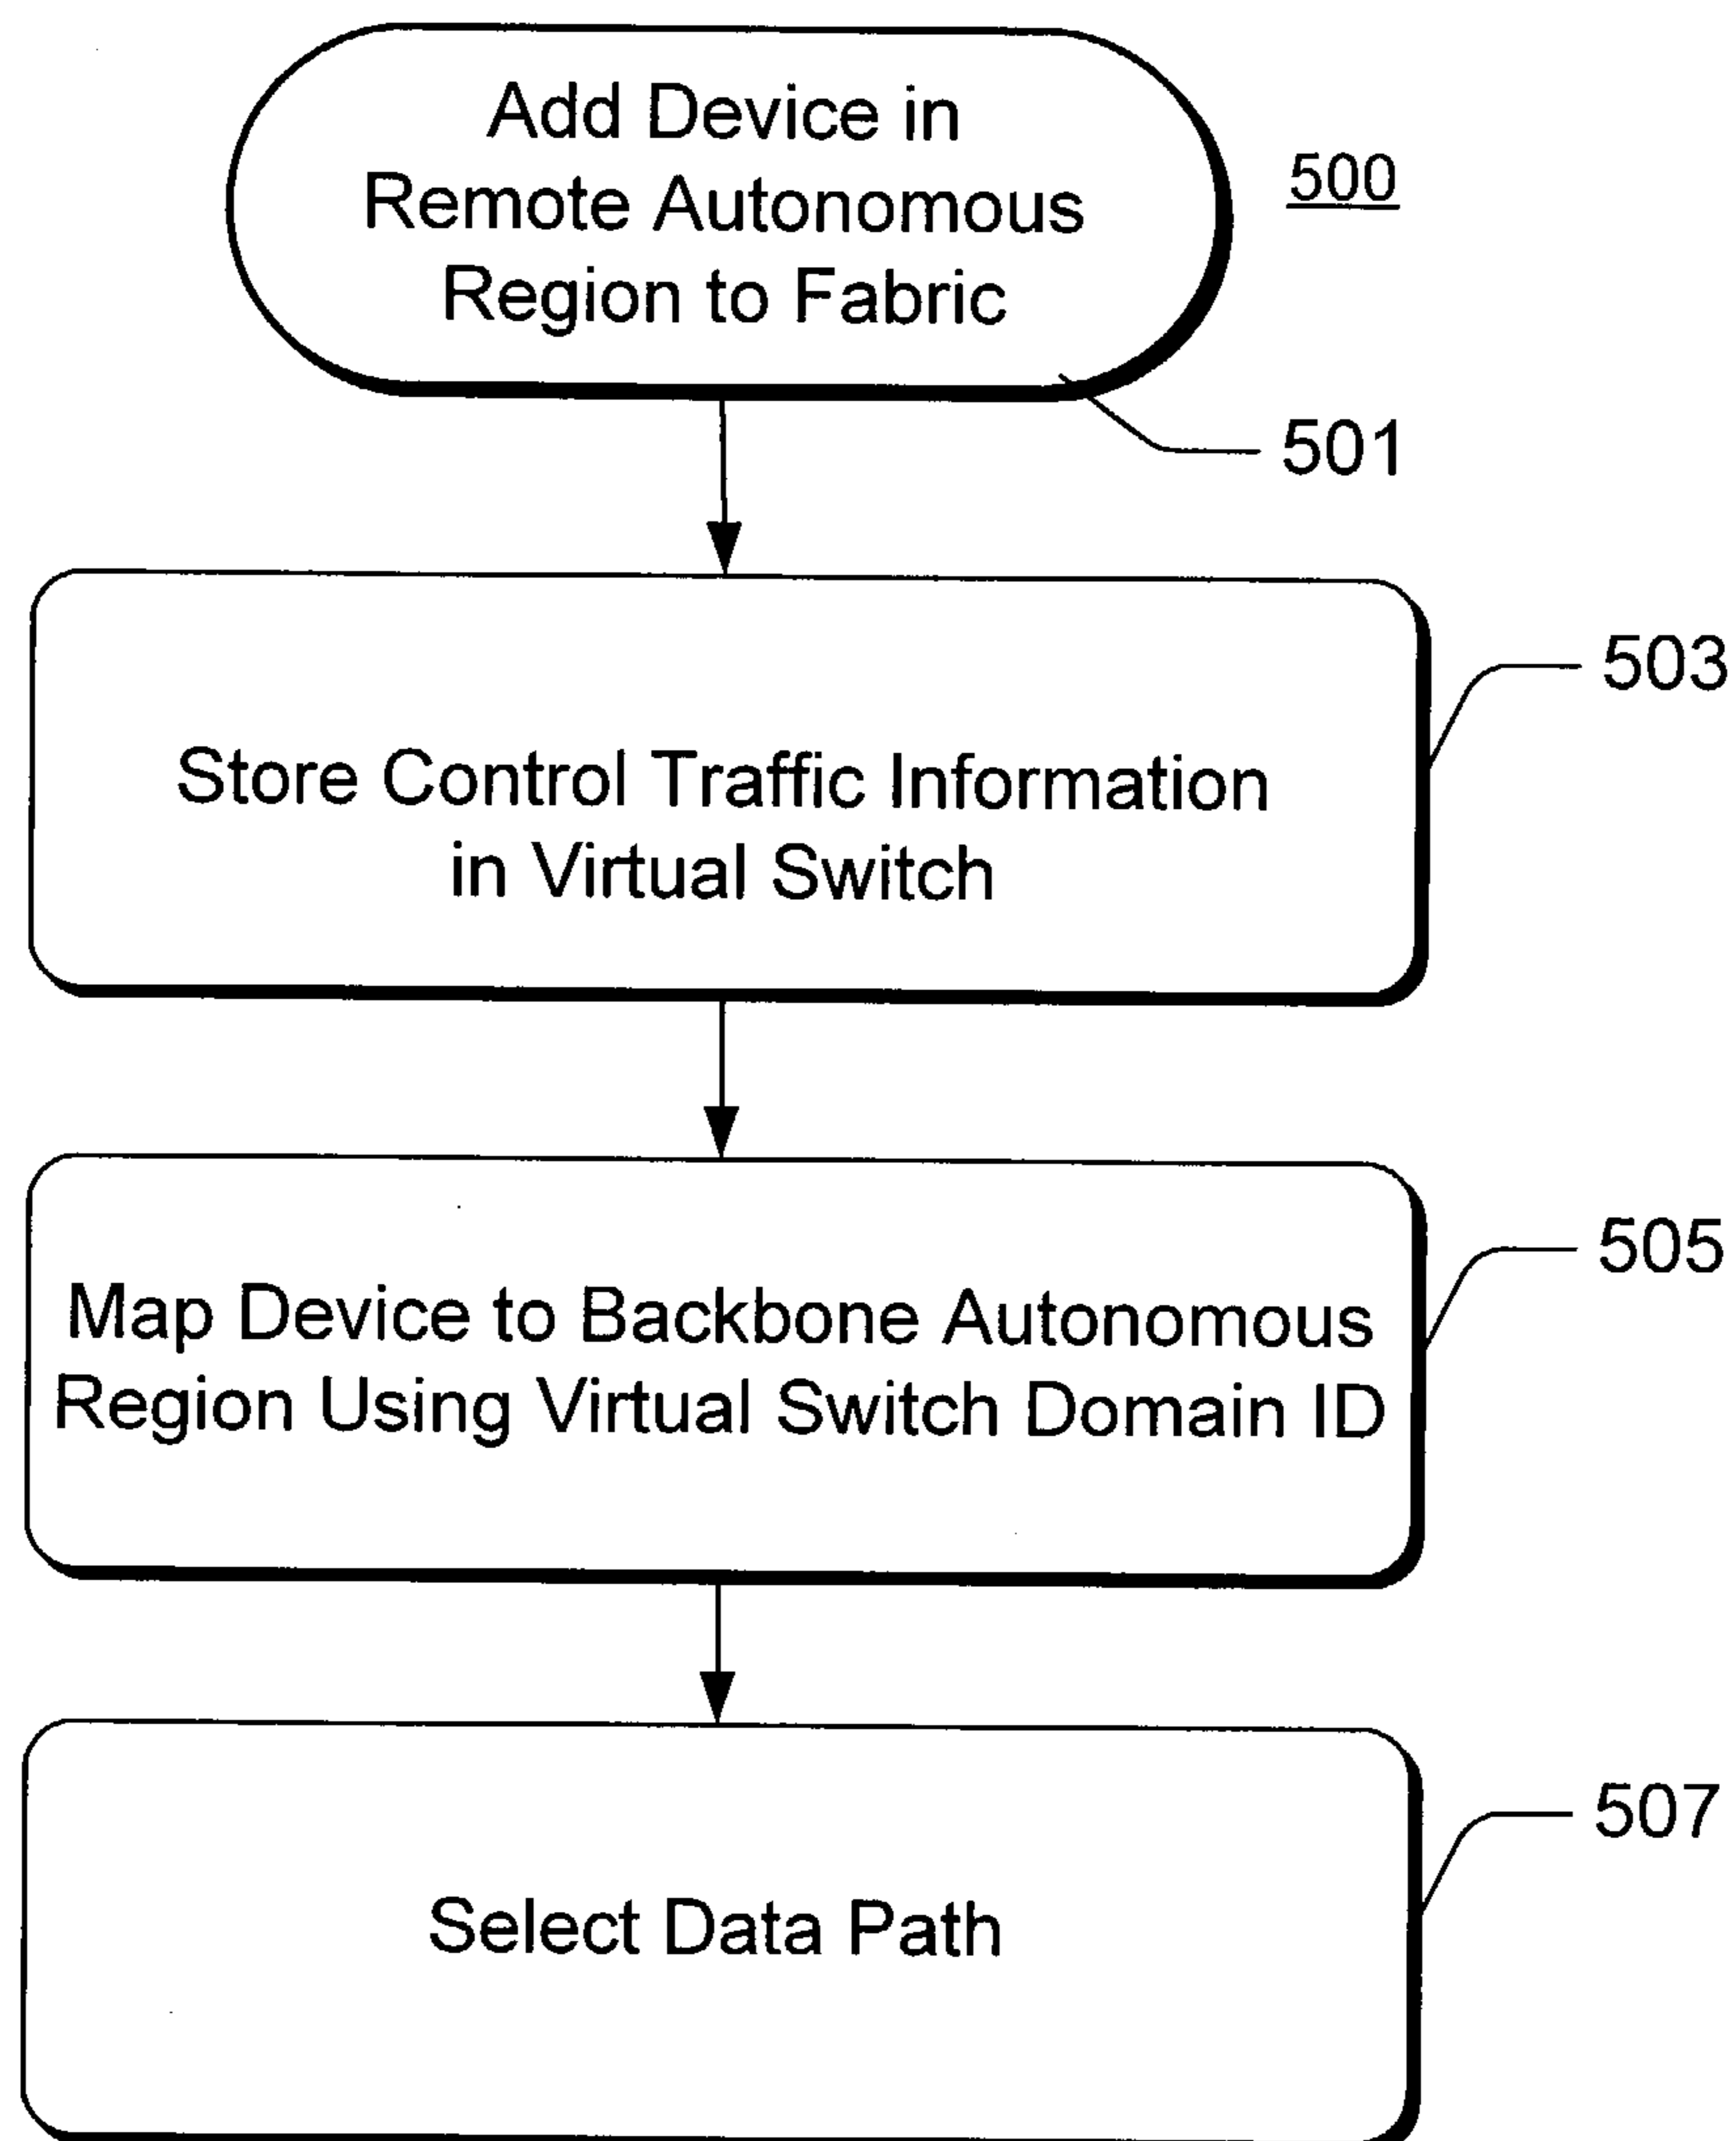 Add Device in
Remote Autonomous
Region to Fabric
500
501
503
Store Control Traffic Information
in Virtual Switch
505
Map Device to Backbone Autonomous
Region Using Virtual Switch Domain ID
507
Select Data Path